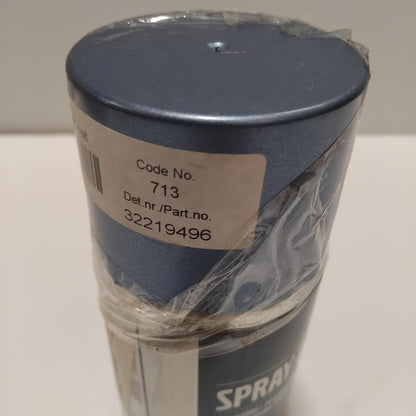 Code No.
713
Det.nr./Part.no.
32219496
SPRAY